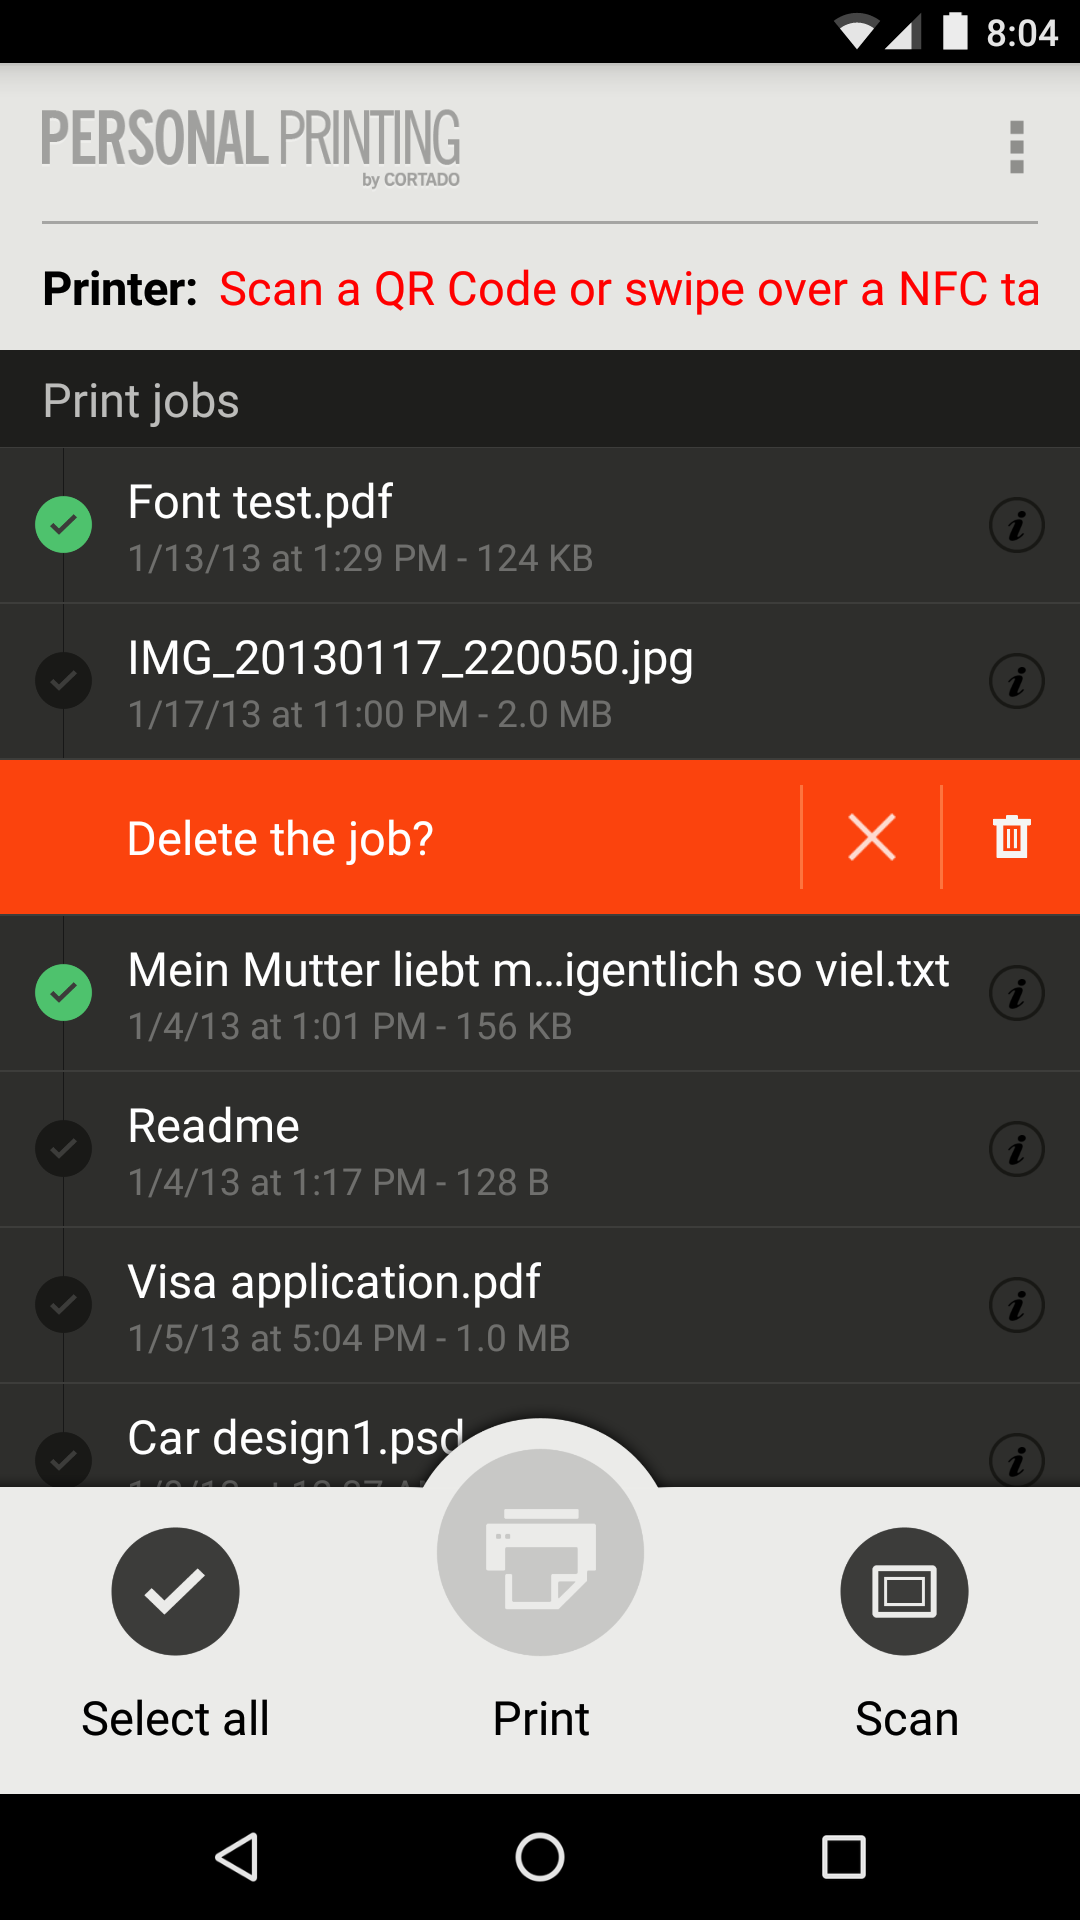 8:04
PERSONAL PRINTING
by CORTADO
Printer: Scan a QR Code or swipe over a NFC ta
Print jobs
Font test.pdf
1/13/13 at 1:29 PM - 124 KB
IMG_20130117_220050.jpg
1/17/13 at 11:00 PM - 2.0 MB
Delete the job?
Mein Mutter liebt m...igentlich so viel.txt
1/4/13 at 1:01 PM - 156 KB
Readme
1/4/13 at 1:17 PM - 128 B
Visa application.pdf
1/5/13 at 5:04 PM - 1.0 MB
Car design1.psd
Select all
Print
Scan